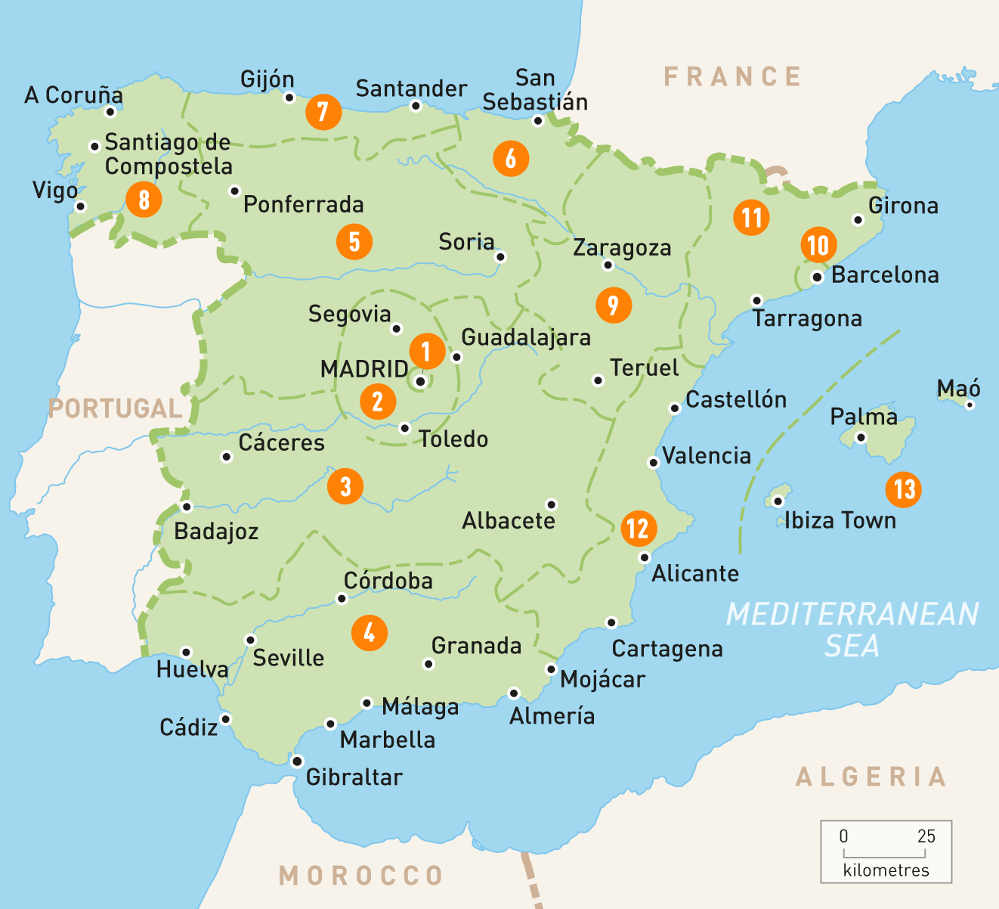 FRANCE
San
Sebastián
Gijón
Santander
A Coruña
7
Santiago de
Compostela
6
Vigo
8
Ponferrada
Girona
11
5
Soria
Zaragoza
10
Barcelona
9
Segovia
Tarragona
Guadalajara
1
MADRID
Teruel
Maó
PORTUGAL
2
Castellón
Palma
Cáceres
Toledo
Valencia
3
13
Badajoz
Albacete
Ibiza Town
12
Alicante
Córdoba
MEDITERRANEAN
SEA
4
Granada
Cartagena
Seville
Huelva
Mojácar
Málaga
Almería
Cádiz
Marbella
Gibraltar
ALGERIA
0 25
kilometres
MOROCCO